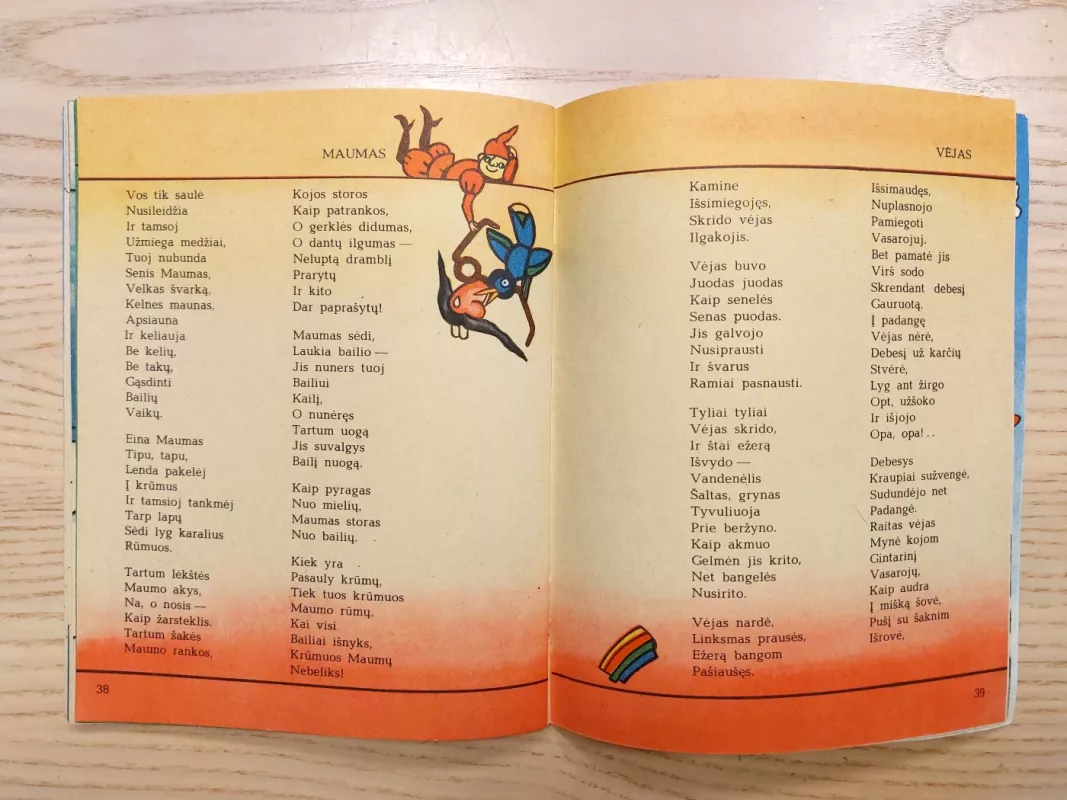 MAUMAS
Vos tik saulė
Nusileidžia
Ir tamsoj
Užmiega medžiai,
Tuoj nubunda
Senis Maumas,
Velkas švarką,
Kelnes maunas,
Apsiauna
Ir keliauja
Be kelių,
Be takų,
Gąsdinti
Bailių
Vaikų.
Eina Maumas
Tipu, tapu,
Lenda pakelėj
Į krūmus
Ir tamsioj tankmėj
Tarp lapų
Sėdi lyg karalius
Rūmuos.
Tartum lėkštės
Maumo akys,
Na, o nosis —
Kaip žarsteklis.
Tartum šakės
Maumo rankos,
Kojos storos
Kaip patrankos,
O gerklės didumas,
O dantų ilgumas —
Neluptą dramblį
Prarytų
Ir kito
Dar paprašytų!
Maumas sėdi,
Laukia bailio —
Jis nuners tuoj
Bailiui
Kailį,
O nunėręs
Tartum uogą
Jis suvalgys
Bailį nuogą.
Kaip pyragas
Nuo mielių,
Maumas storas
Nuo bailių.
Kiek yra
Pasauly krūmų,
Tiek tuos krūmuos
Maumo rūmų.
Kai visi
Bailiai išnyks,
Krūmuos Maumų
Nebeliks!
38
VĖJAS
Kamine
Išsimiegojęs,
Skrido vėjas
Ilgakojis.
Vėjas buvo
Juodas juodas
Kaip senelės
Senas puodas.
Jis galvojo
Nusiprausti
Ir švarus
Ramiai pasnausti.
Tyliai tyliai
Vėjas skrido,
Ir štai ežerą
Išvydo —
Vandenėlis
Šaltas, grynas
Tyvuliuoja
Prie beržyno.
Kaip akmuo
Gelmėn jis krito,
Net bangelės
Nusirito.
Vėjas nardė,
Linksmas prausės,
Ežerą bangom
Pašiaušęs.
Išsimaudęs,
Nuplasnojo
Pamiegoti
Vasarojuj,
Bet pamatė jis
Virš sodo
Skrendant debesį
Gauruotą.
Į padangę
Vėjas nėrė,
Debesį už karčių
Stvėrė,
Lyg ant žirgo
Opt, užšoko
Ir išjojo
Opa, opa!..
Debesys
Kraupiai sužvengė,
Sudundėjo net
Padangė.
Raitas vėjas
Mynė kojom
Gintarinį
Vasarojų,
Kaip audra
Į mišką šovė,
Pušį su šaknim
Išrovė,
39